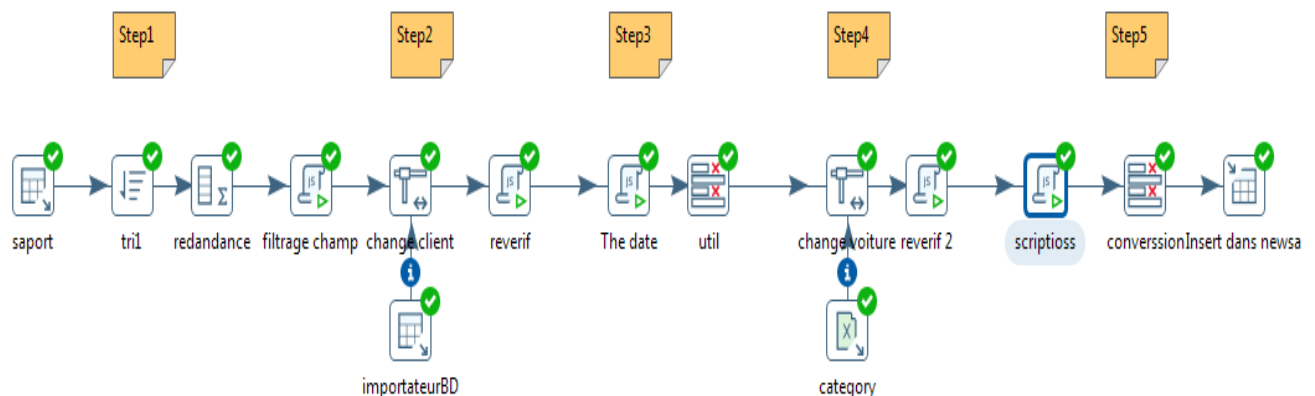 Step1
Step2
Step3
Step4
Step5
saport
tri1
redandance
filtrage champ
change client
reverif
The date
util
change voiture
reverif 2
scriptioss
converssion
Insert dans newsa
importateurBD
category